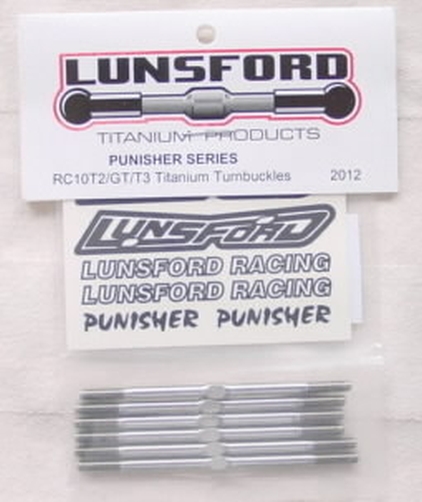 LUNSFORD
TITANIUM PRODUCTS
PUNISHER SERIES
RC10T2/GT/T3 Titanium Turnbuckles 2012
LUNSFORD
LUNSFORD RACING
LUNSFORD RACING
PUNISHER PUNISHER